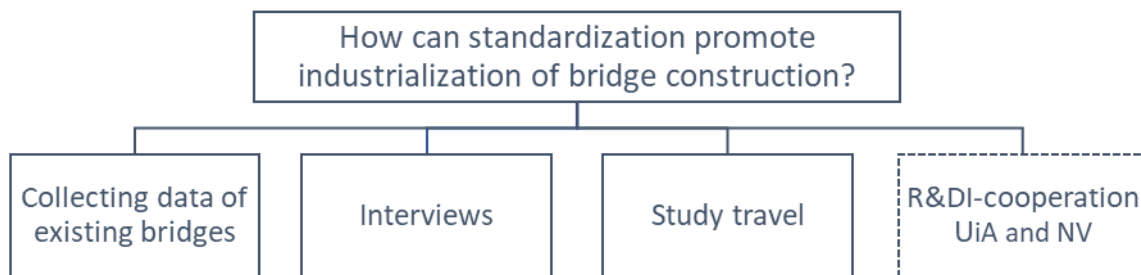 How can standardization promote
industrialization of bridge construction?
Collecting data of
existing bridges
Interviews
Study travel
R&DI-cooperation
UiA and NV